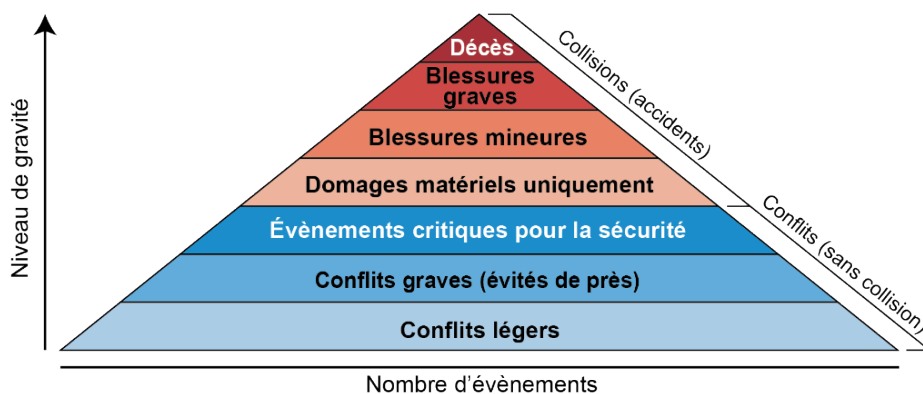 Niveau de gravité
Décès
Blessures
graves
Blessures mineures
Domages matériels uniquement
Évènements critiques pour la sécurité
Conflits graves (évités de près)
Conflits légers
Collisions (accidents)
Conflits (sans collision)
Nombre d'évènements